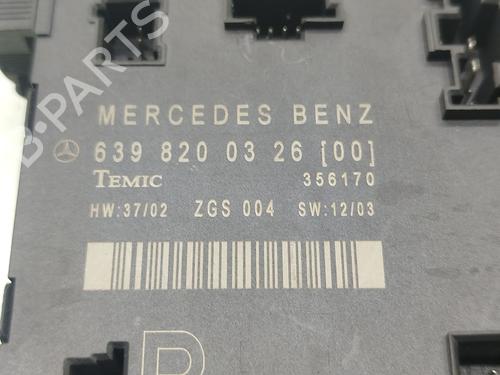 B-PARTS
MERCEDES BENZ
639 820 03 26 [00]
TEMIC 356170
HW:37/02 ZGS 004 SW:12/03